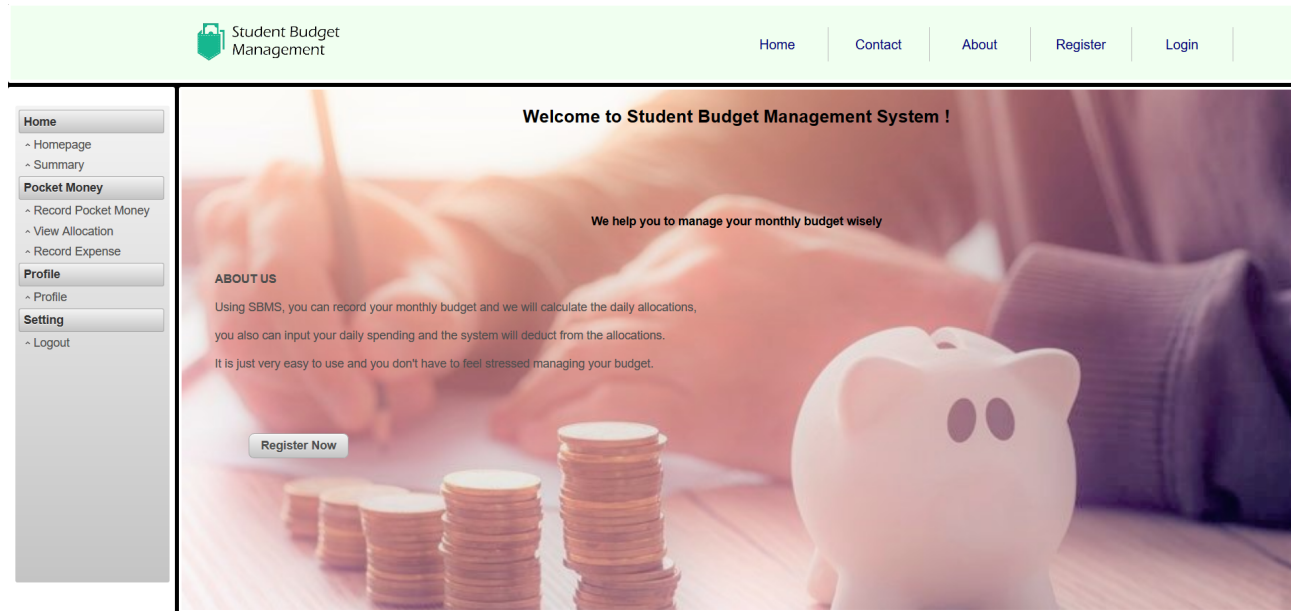 Student Budget
Management
Home
Contact
About
Register
Login
Home
Homepage
Summary
Pocket Money
Record Pocket Money
View Allocation
Record Expense
Profile
Profile
Setting
Logout
Welcome to Student Budget Management System !
We help you to manage your monthly budget wisely
ABOUT US
Using SBMS, you can record your monthly budget and we will calculate the daily allocations,
you also can input your daily spending and the system will deduct from the allocations.
It is just very easy to use and you don't have to feel stressed managing your budget.
Register Now